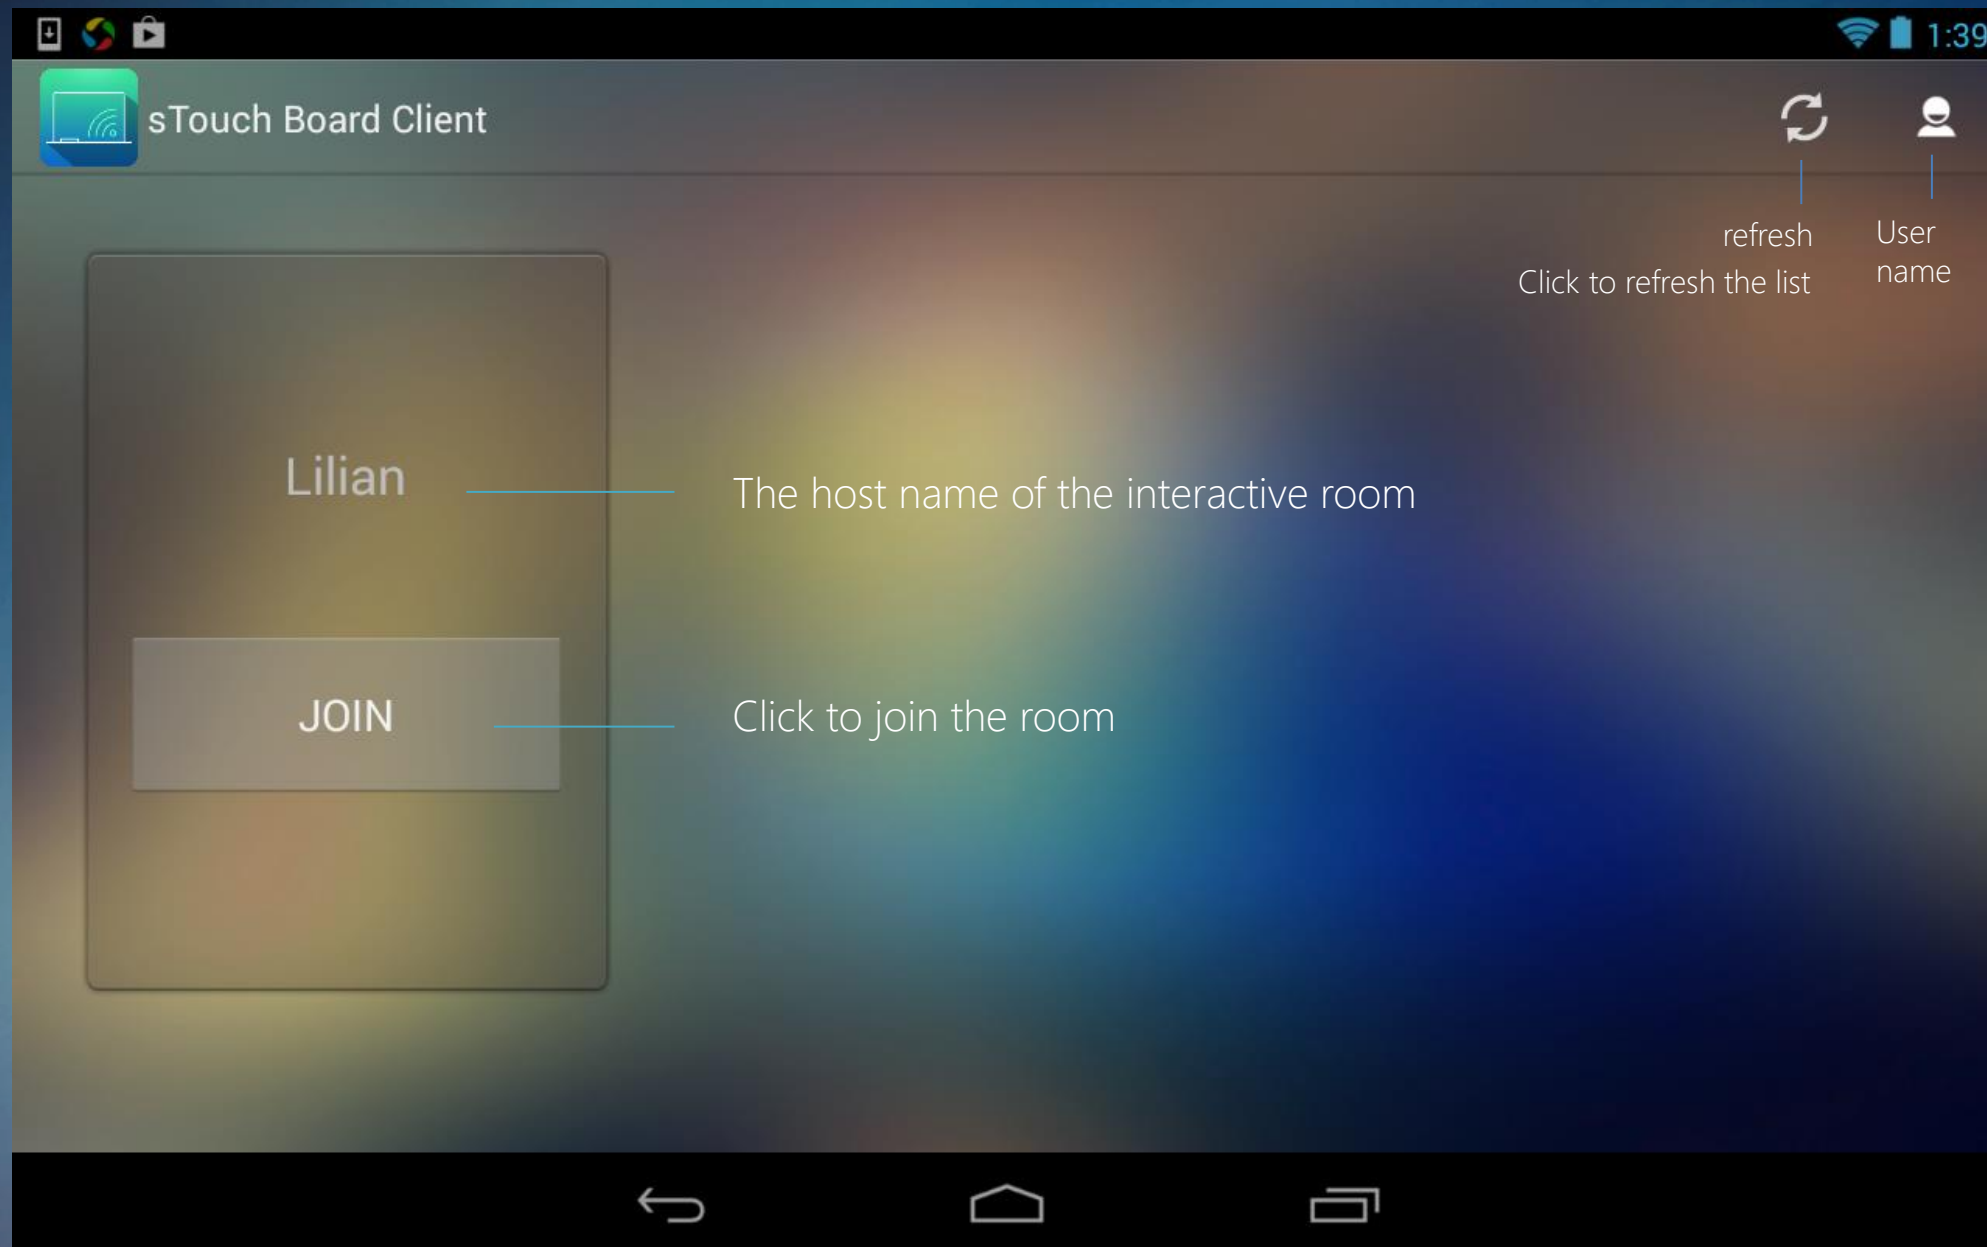 1:39
sTouch Board Client
refresh
Click to refresh the list
User
name
Lilian
The host name of the interactive room
JOIN
Click to join the room